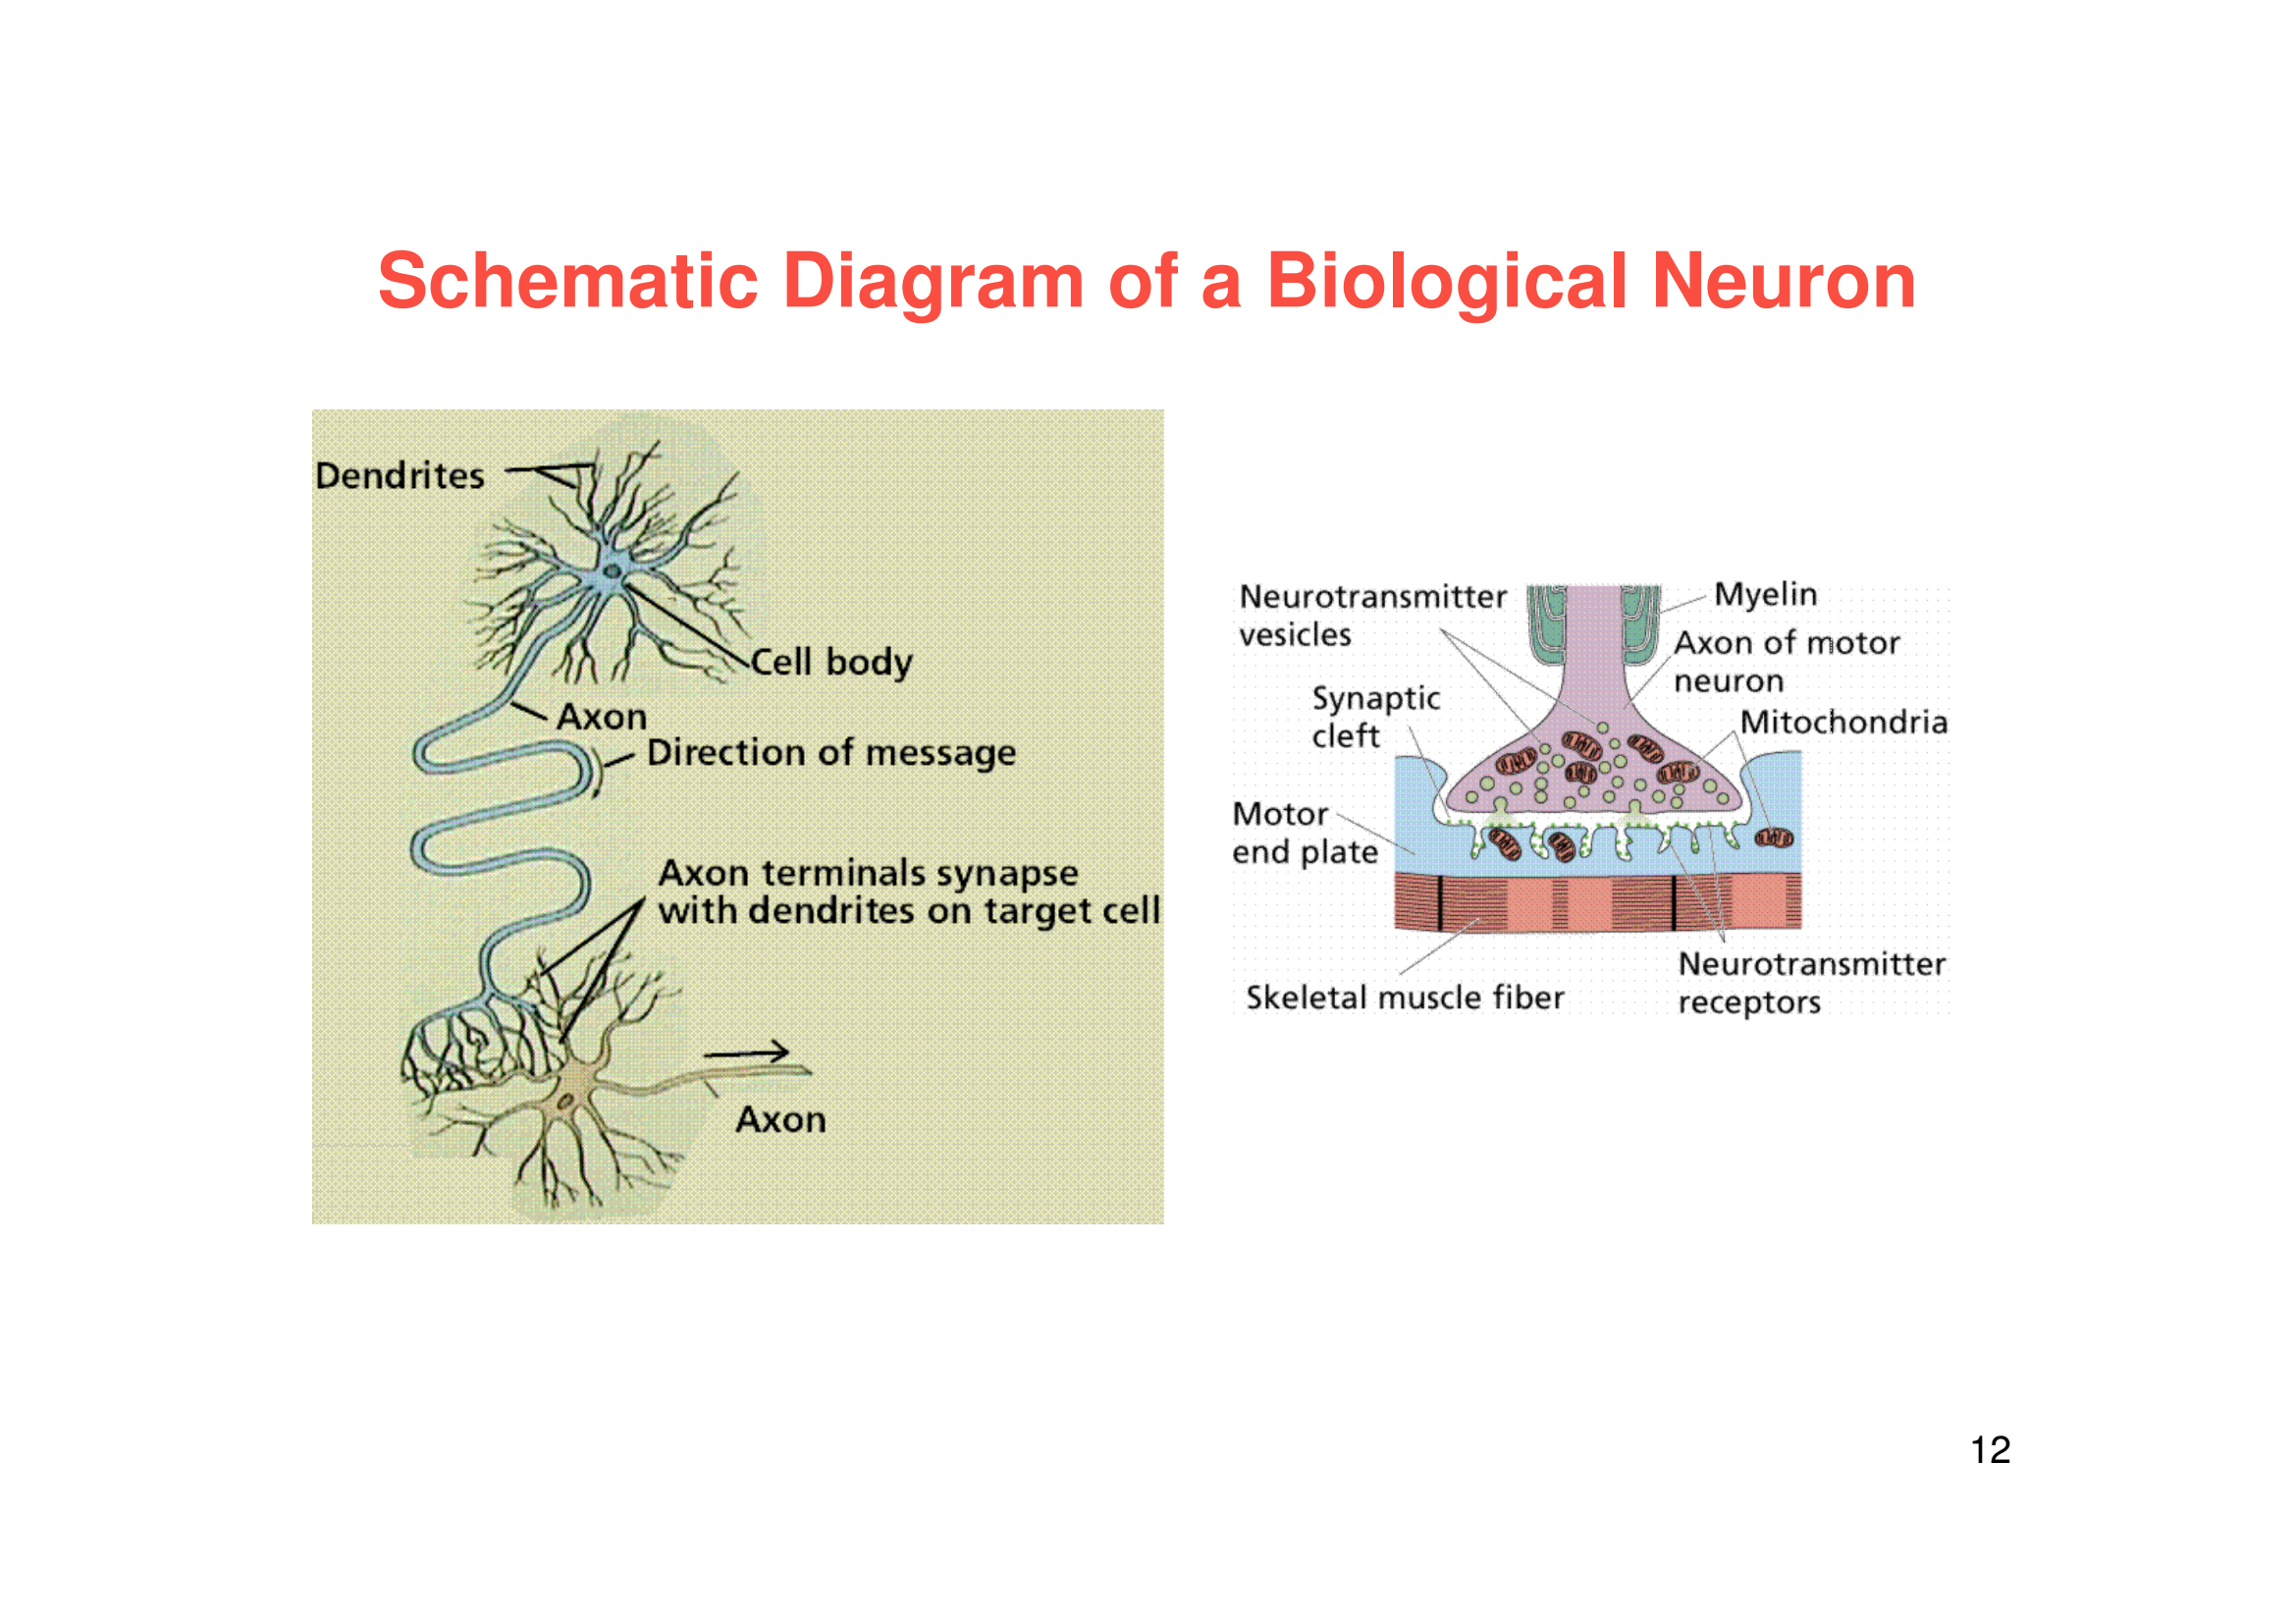 Schematic Diagram of a Biological Neuron
Dendrites
Cell body
Axon
Direction of message
Axon terminals synapse
with dendrites on target cell
Axon
Neurotransmitter
vesicles
Myelin
Axon of motor
neuron
Synaptic
cleft
Mitochondria
Motor
end plate
Neurotransmitter
receptors
Skeletal muscle fiber
12